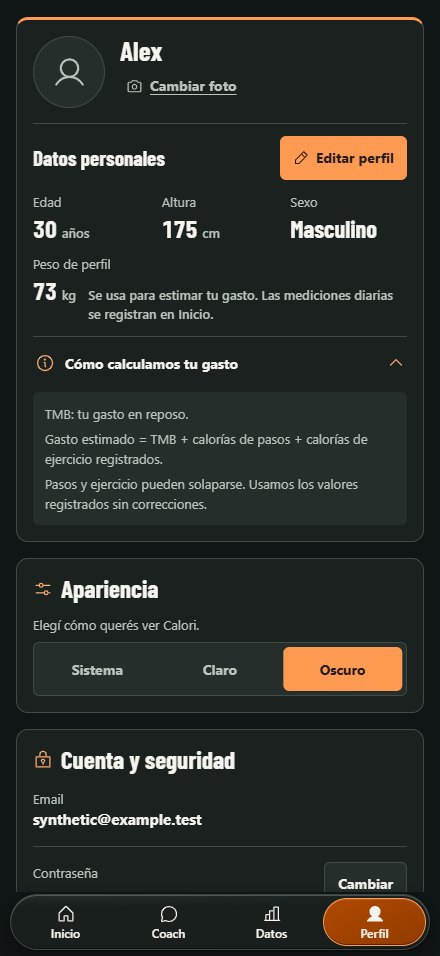 Alex
Cambiar foto
Datos personales
Editar perfil
Edad
Altura
Sexo
30 años
175 cm
Masculino
Peso de perfil
73 kg
Se usa para estimar tu gasto. Las mediciones diarias
se registran en Inicio.
Cómo calculamos tu gasto
TMB: tu gasto en reposo.
Gasto estimado = TMB + calorías de pasos + calorías de
ejercicio registrados.
Pasos y ejercicio pueden solaparse. Usamos los valores
registrados sin correcciones.
Apariencia
Elegí cómo querés ver Calori.
Sistema
Claro
Oscuro
Cuenta y seguridad
Email
synthetic@example.test
Contraseña
Cambiar
Inicio
Coach
Datos
Perfil